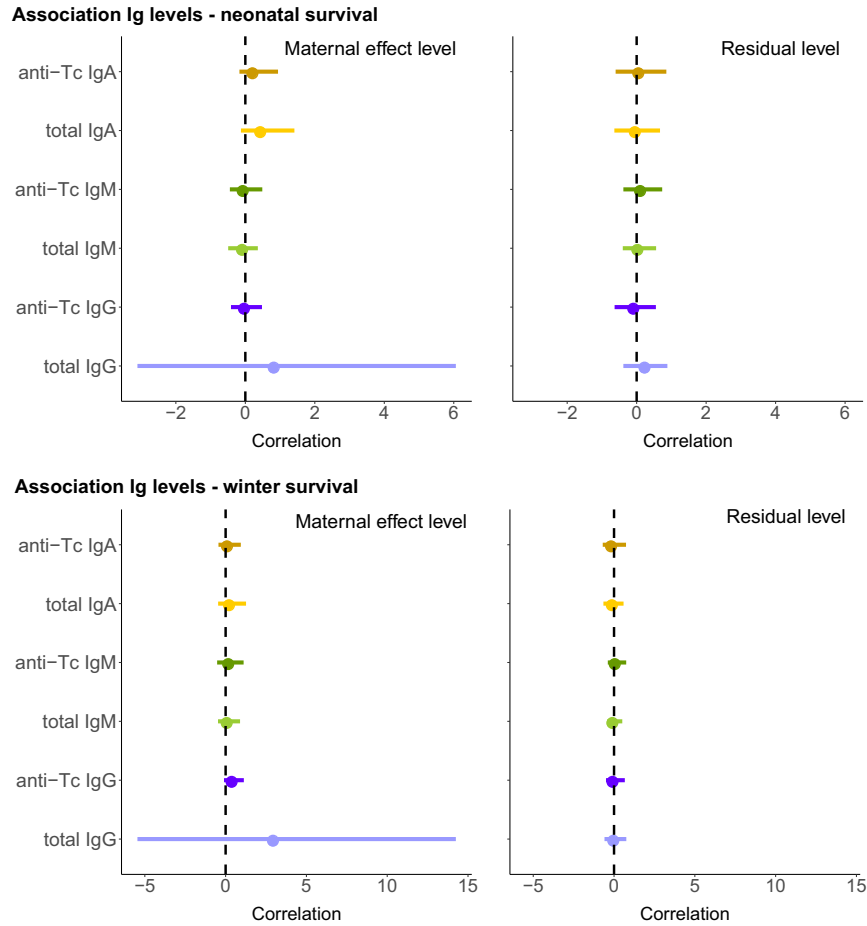 Association Ig levels - neonatal survival
Maternal effect level
Residual level
anti−Tc IgA
total IgA
anti−Tc IgM
total IgM
anti−Tc IgG
total IgG
−2 0 2 4 6
−2 0 2 4 6
Correlation
Correlation
Association Ig levels - winter survival
Maternal effect level
Residual level
anti−Tc IgA
total IgA
anti−Tc IgM
total IgM
anti−Tc IgG
total IgG
−5 0 5 10 15
−5 0 5 10 15
Correlation
Correlation